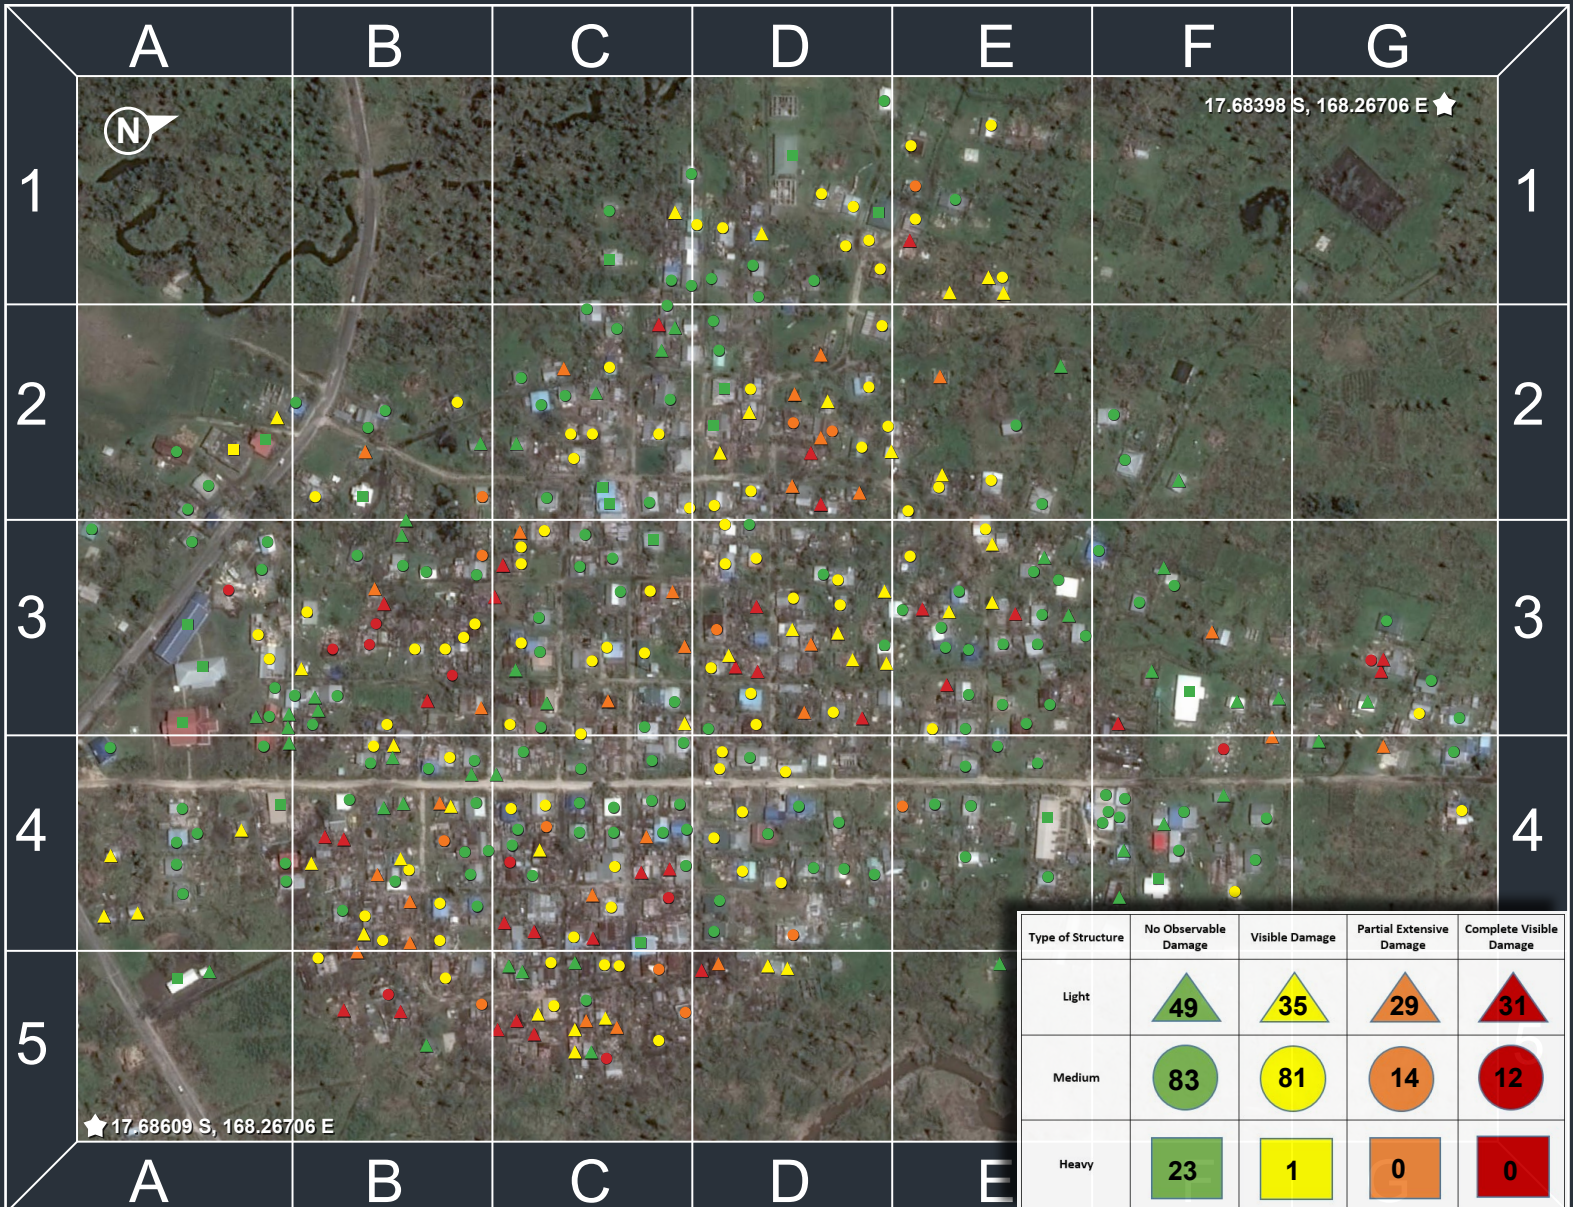 A B C D E F G
N
17.68398 S, 168.26706 E
1 1
2 2
3 3
4 4
5 5
17.68609 S, 168.26706 E
A B C D E F G
Type of Structure No Observable Damage Visible Damage Partial Extensive Damage Complete Visible Damage
Light 49 35 29 31
Medium 83 81 14 12
Heavy 23 1 0 0